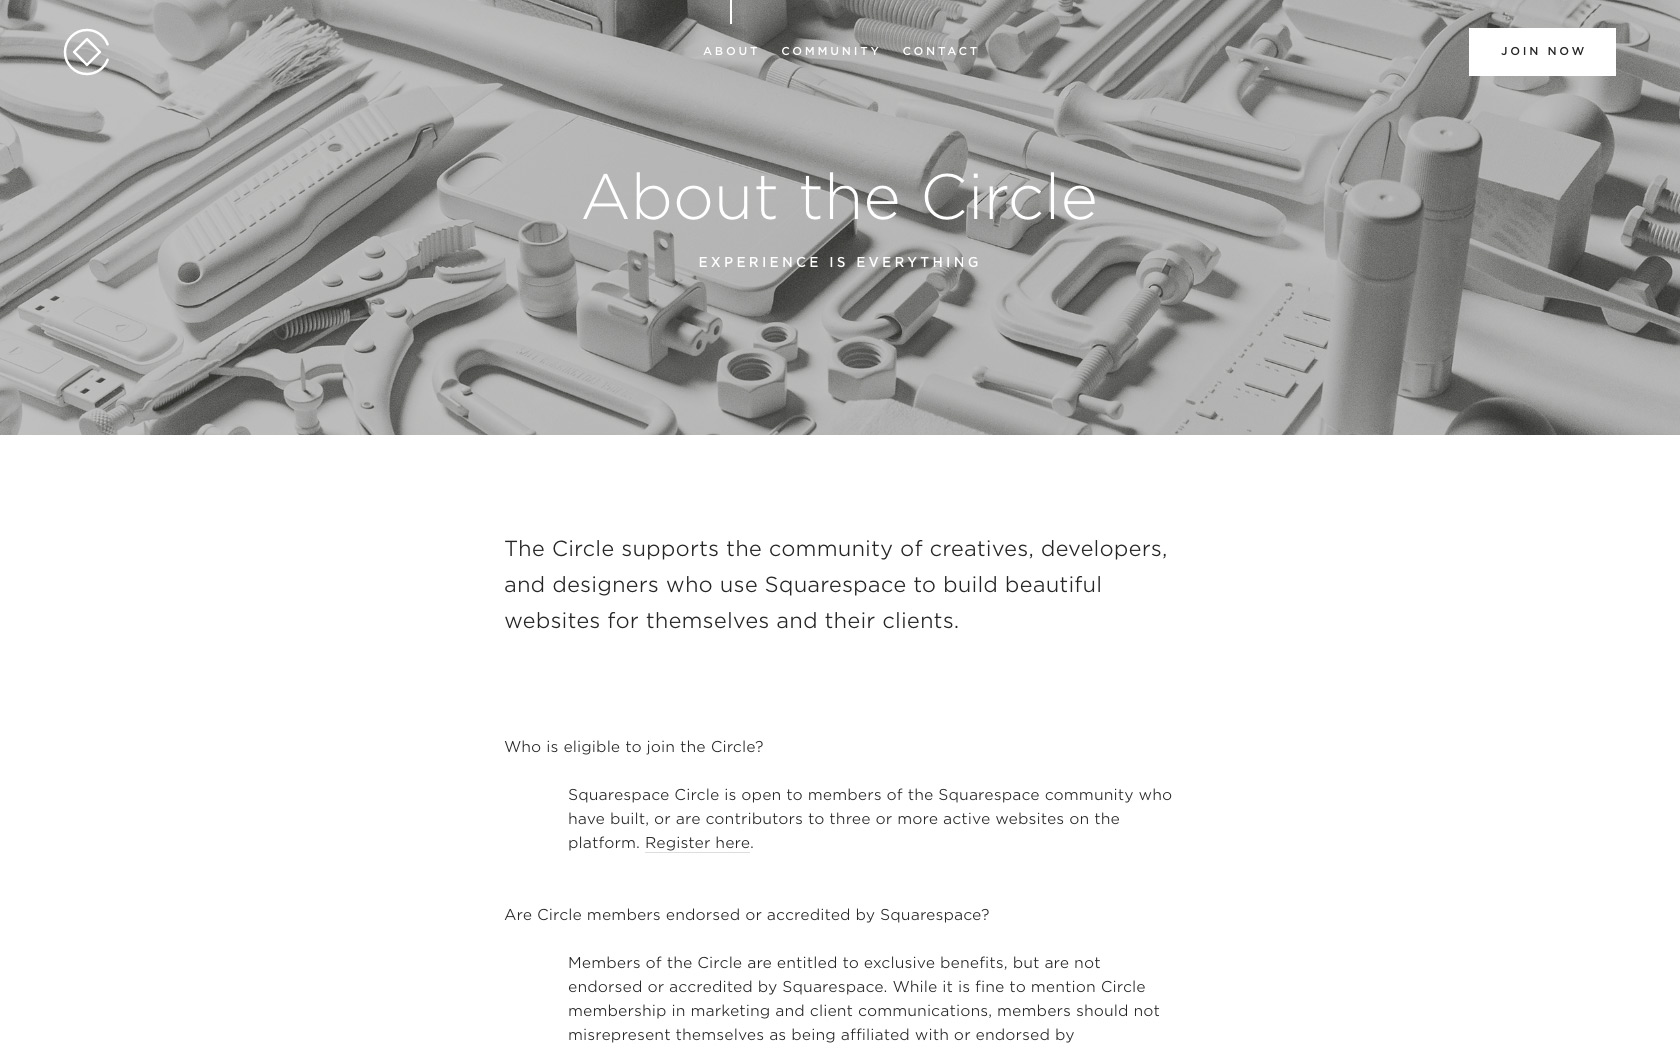 ABOUT COMMUNITY CONTACT
JOIN NOW
About the Circle
EXPERIENCE IS EVERYTHING
The Circle supports the community of creatives, developers,
and designers who use Squarespace to build beautiful
websites for themselves and their clients.
Who is eligible to join the Circle?
Squarespace Circle is open to members of the Squarespace community who
have built, or are contributors to three or more active websites on the
platform. Register here.
Are Circle members endorsed or accredited by Squarespace?
Members of the Circle are entitled to exclusive benefits, but are not
endorsed or accredited by Squarespace. While it is fine to mention Circle
membership in marketing and client communications, members should not
misrepresent themselves as being affiliated with or endorsed by